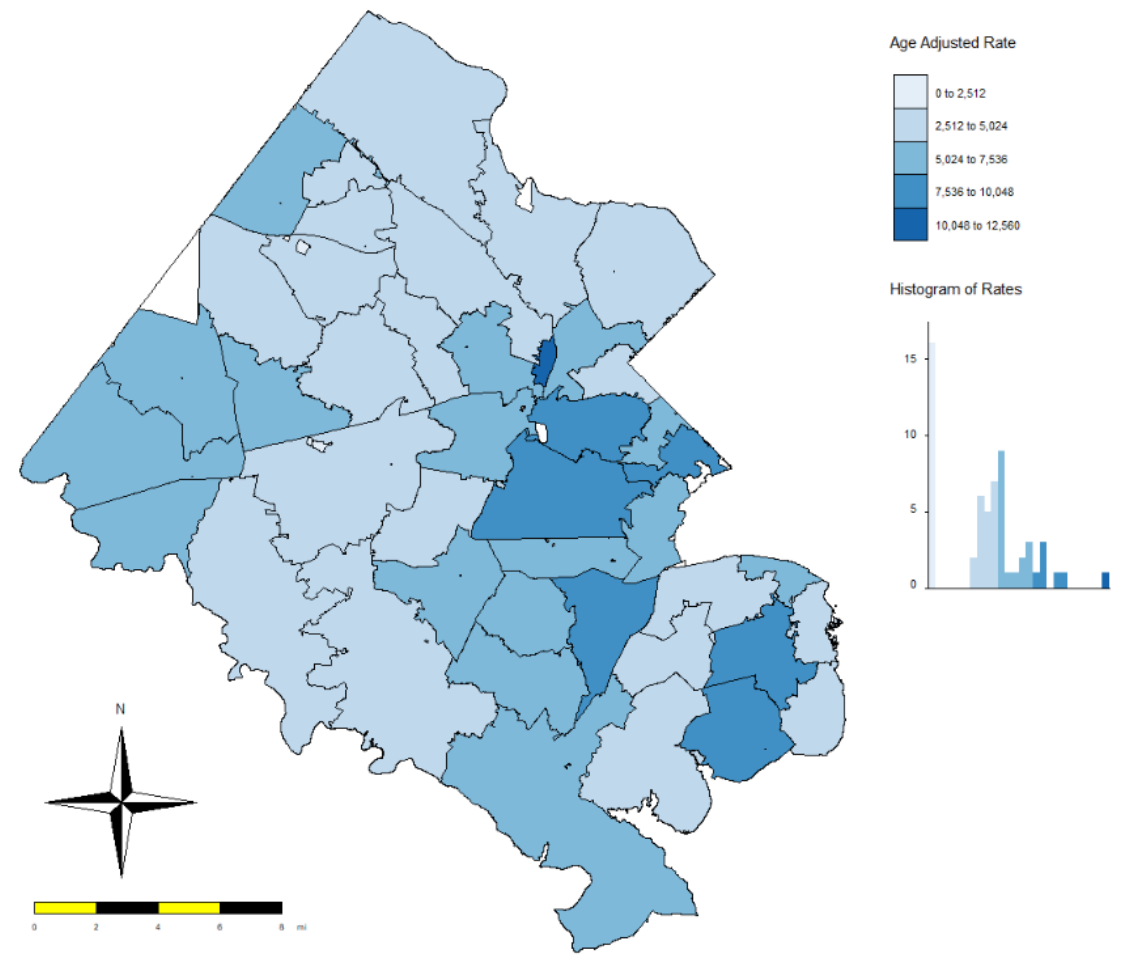 Age Adjusted Rate
0 to 2,512
2,512 to 5,024
5,024 to 7,536
7,536 to 10,048
10,048 to 12,560
Histogram of Rates
15
10
5
0
N
0 2 4 6 8 mi